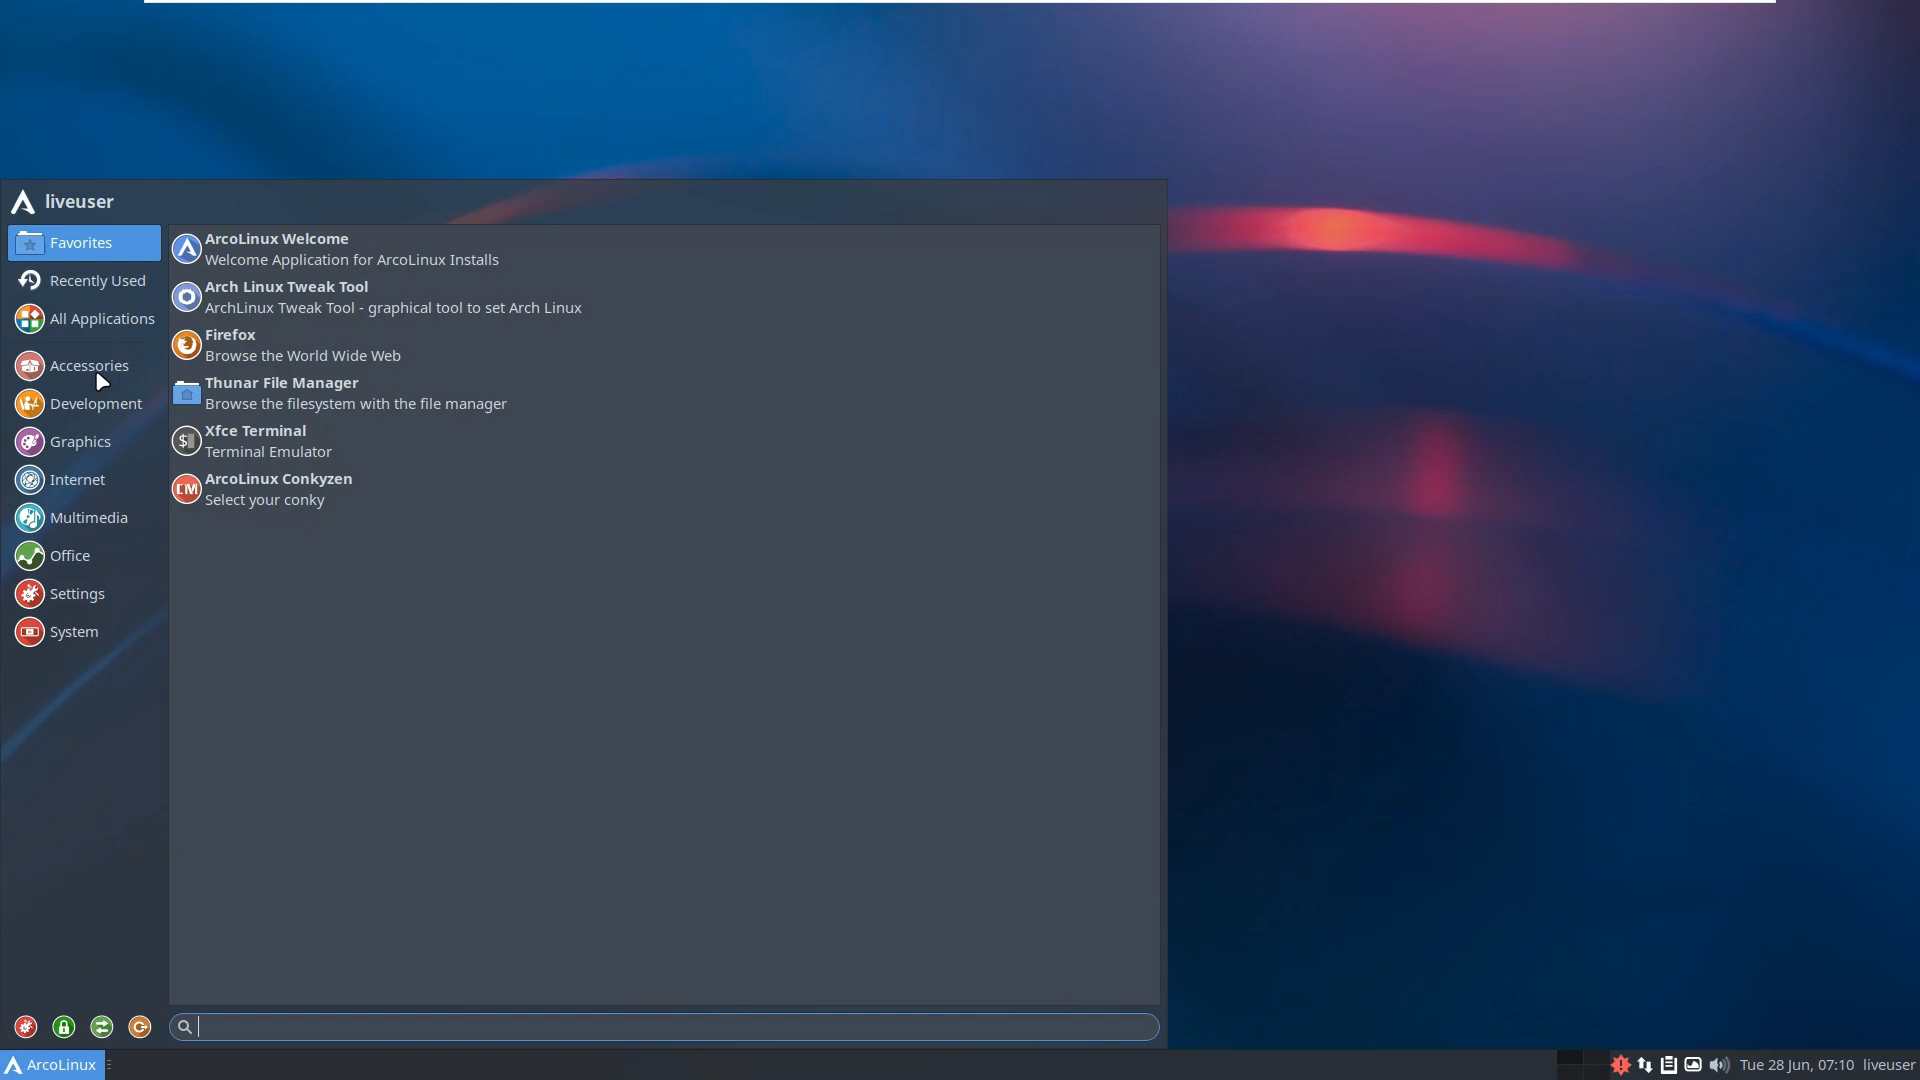 liveuser
Favorites
Recently Used
All Applications
Accessories
Development
Graphics
Internet
Multimedia
Office
Settings
System
ArcoLinux Welcome
Welcome Application for ArcoLinux Installs
Arch Linux Tweak Tool
ArchLinux Tweak Tool - graphical tool to set Arch Linux
Firefox
Browse the World Wide Web
Thunar File Manager
Browse the filesystem with the file manager
Xfce Terminal
Terminal Emulator
ArcoLinux Conkyzen
Select your conky
ArcoLinux
Tue 28 Jun, 07:10 liveuser